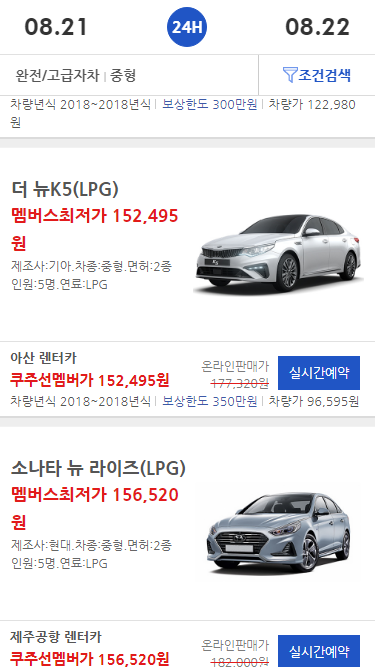 08.21 24H 08.22
완전/고급자차 | 중형 조건검색
차량년식 2018~2018년식 | 보상한도 300만원 | 차량가 122,980
원
더 뉴K5(LPG)
멤버스최저가 152,495
원
제조사:기아.차종:중형.면허:2종
인원:5명.연료:LPG
아산 렌터카
온라인판매가
쿠주선멤버가 152,495원
177,320원
실시간예약
차량년식 2018~2018년식 | 보상한도 350만원 | 차량가 96,595원
소나타 뉴 라이즈(LPG)
멤버스최저가 156,520
원
제조사:현대.차종:중형.면허:2종
인원:5명.연료:LPG
제주공항 렌터카
온라인판매가
쿠주선멤버가 156,520원
182,000원
실시간예약